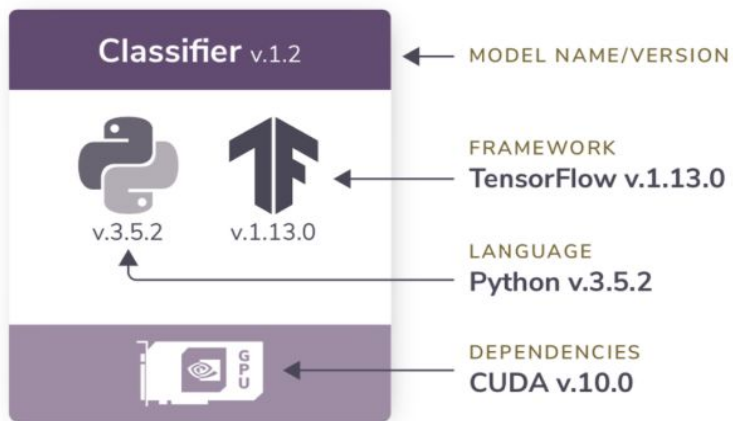 Classifier v.1.2
MODEL NAME/VERSION
v.3.5.2
v.1.13.0
FRAMEWORK
TensorFlow v.1.13.0
LANGUAGE
Python v.3.5.2
GPU
DEPENDENCIES
CUDA v.10.0